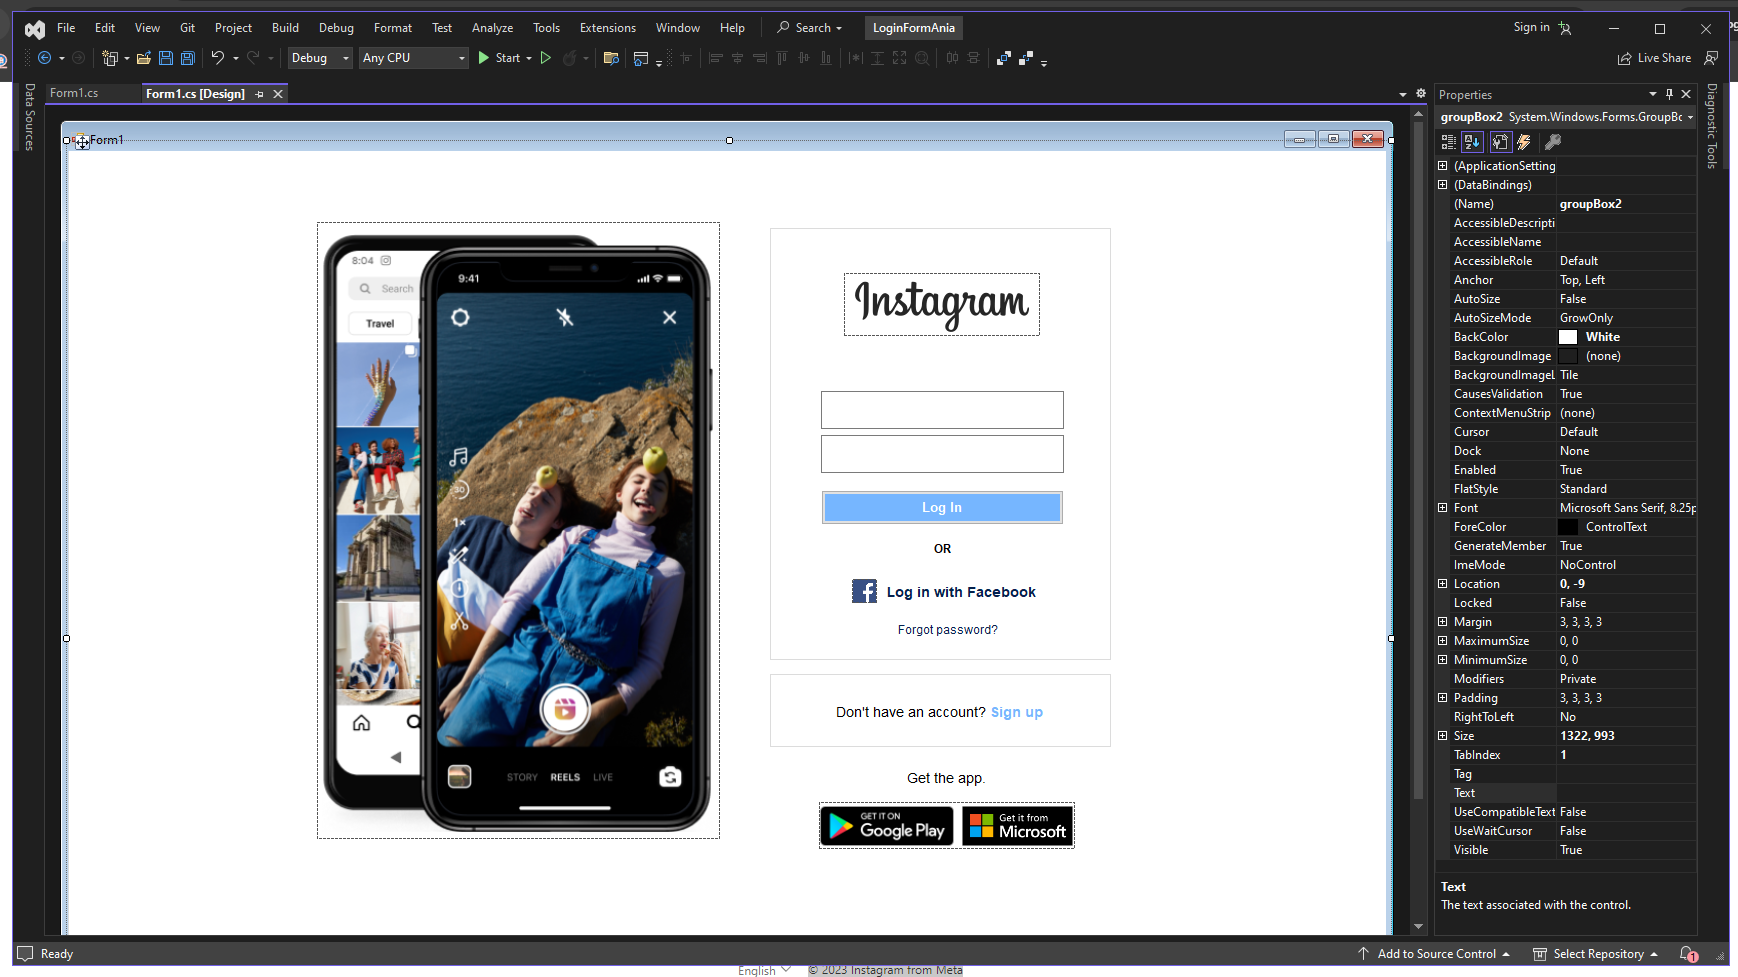 File Edit View Git Project Build Debug Format Test Analyze Tools Extensions Window Help Search LoginFormAnia Sign in
Debug Any CPU Start Live Share
Data Sources
Form1.cs
Form1.cs [Design]
Form1
8:04
Search
Travel
9:41
30
1×
STORY REELS LIVE
Instagram
Log In
OR
Log in with Facebook
Forgot password?
Don't have an account? Sign up
Get the app.
GET IT ON
Google Play
Get it from
Microsoft
Properties
groupBox2 System.Windows.Forms.GroupBo
(ApplicationSetting
(DataBindings)
(Name) groupBox2
AccessibleDescripti
AccessibleName
AccessibleRole Default
Anchor Top, Left
AutoSize False
AutoSizeMode GrowOnly
BackColor White
BackgroundImage (none)
BackgroundImageL Tile
CausesValidation True
ContextMenuStrip (none)
Cursor Default
Dock None
Enabled True
FlatStyle Standard
Font Microsoft Sans Serif, 8.25p
ForeColor ControlText
GenerateMember True
ImeMode NoControl
Location 0, -9
Locked False
Margin 3, 3, 3, 3
MaximumSize 0, 0
MinimumSize 0, 0
Modifiers Private
Padding 3, 3, 3, 3
RightToLeft No
Size 1322, 993
TabIndex 1
Tag
Text
UseCompatibleText False
UseWaitCursor False
Visible True
Text
The text associated with the control.
Diagnostic Tools
Ready
Add to Source Control Select Repository 1
English © 2023 Instagram from Meta